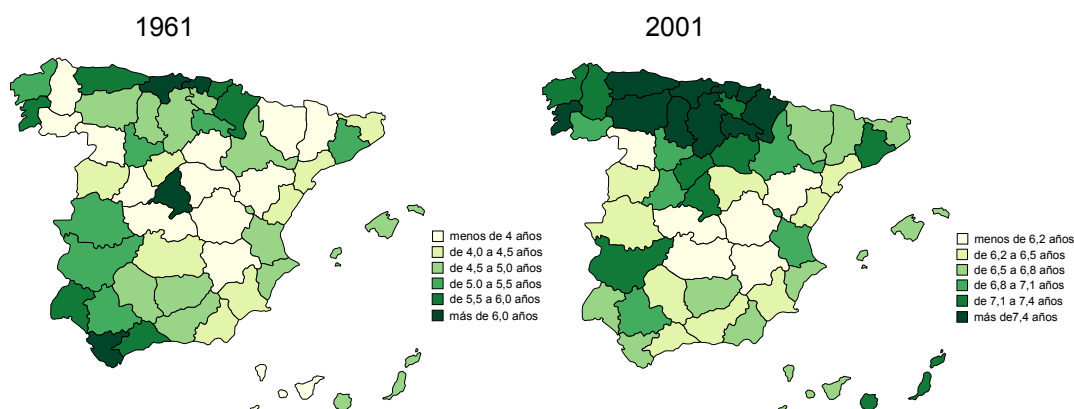 1961
2001
menos de 4 años
de 4,0 a 4,5 años
de 4,5 a 5,0 años
de 5.0 a 5,5 años
de 5,5 a 6,0 años
más de 6,0 años
menos de 6,2 años
de 6,2 a 6,5 años
de 6,5 a 6,8 años
de 6,8 a 7,1 años
de 7,1 a 7,4 años
más de7,4 años